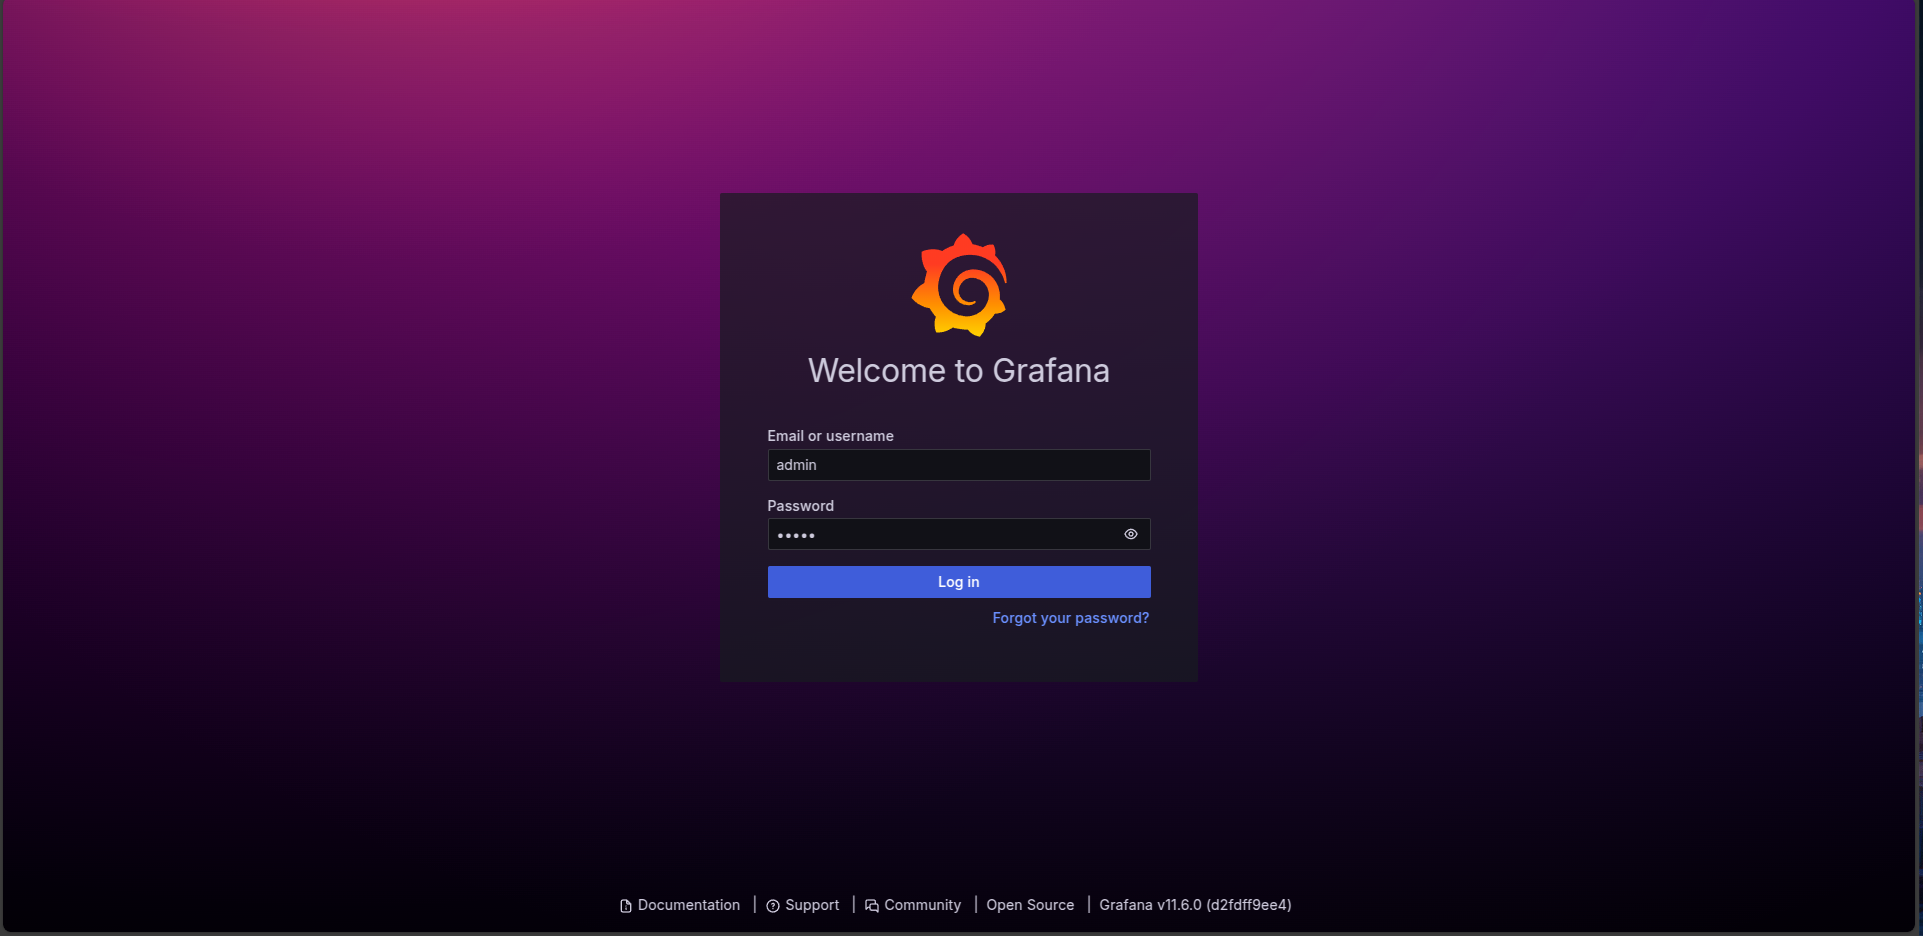 Welcome to Grafana
Email or username
admin
Password
•••••
Log in
Forgot your password?
Documentation | Support | Community | Open Source | Grafana v11.6.0 (d2fdff9ee4)